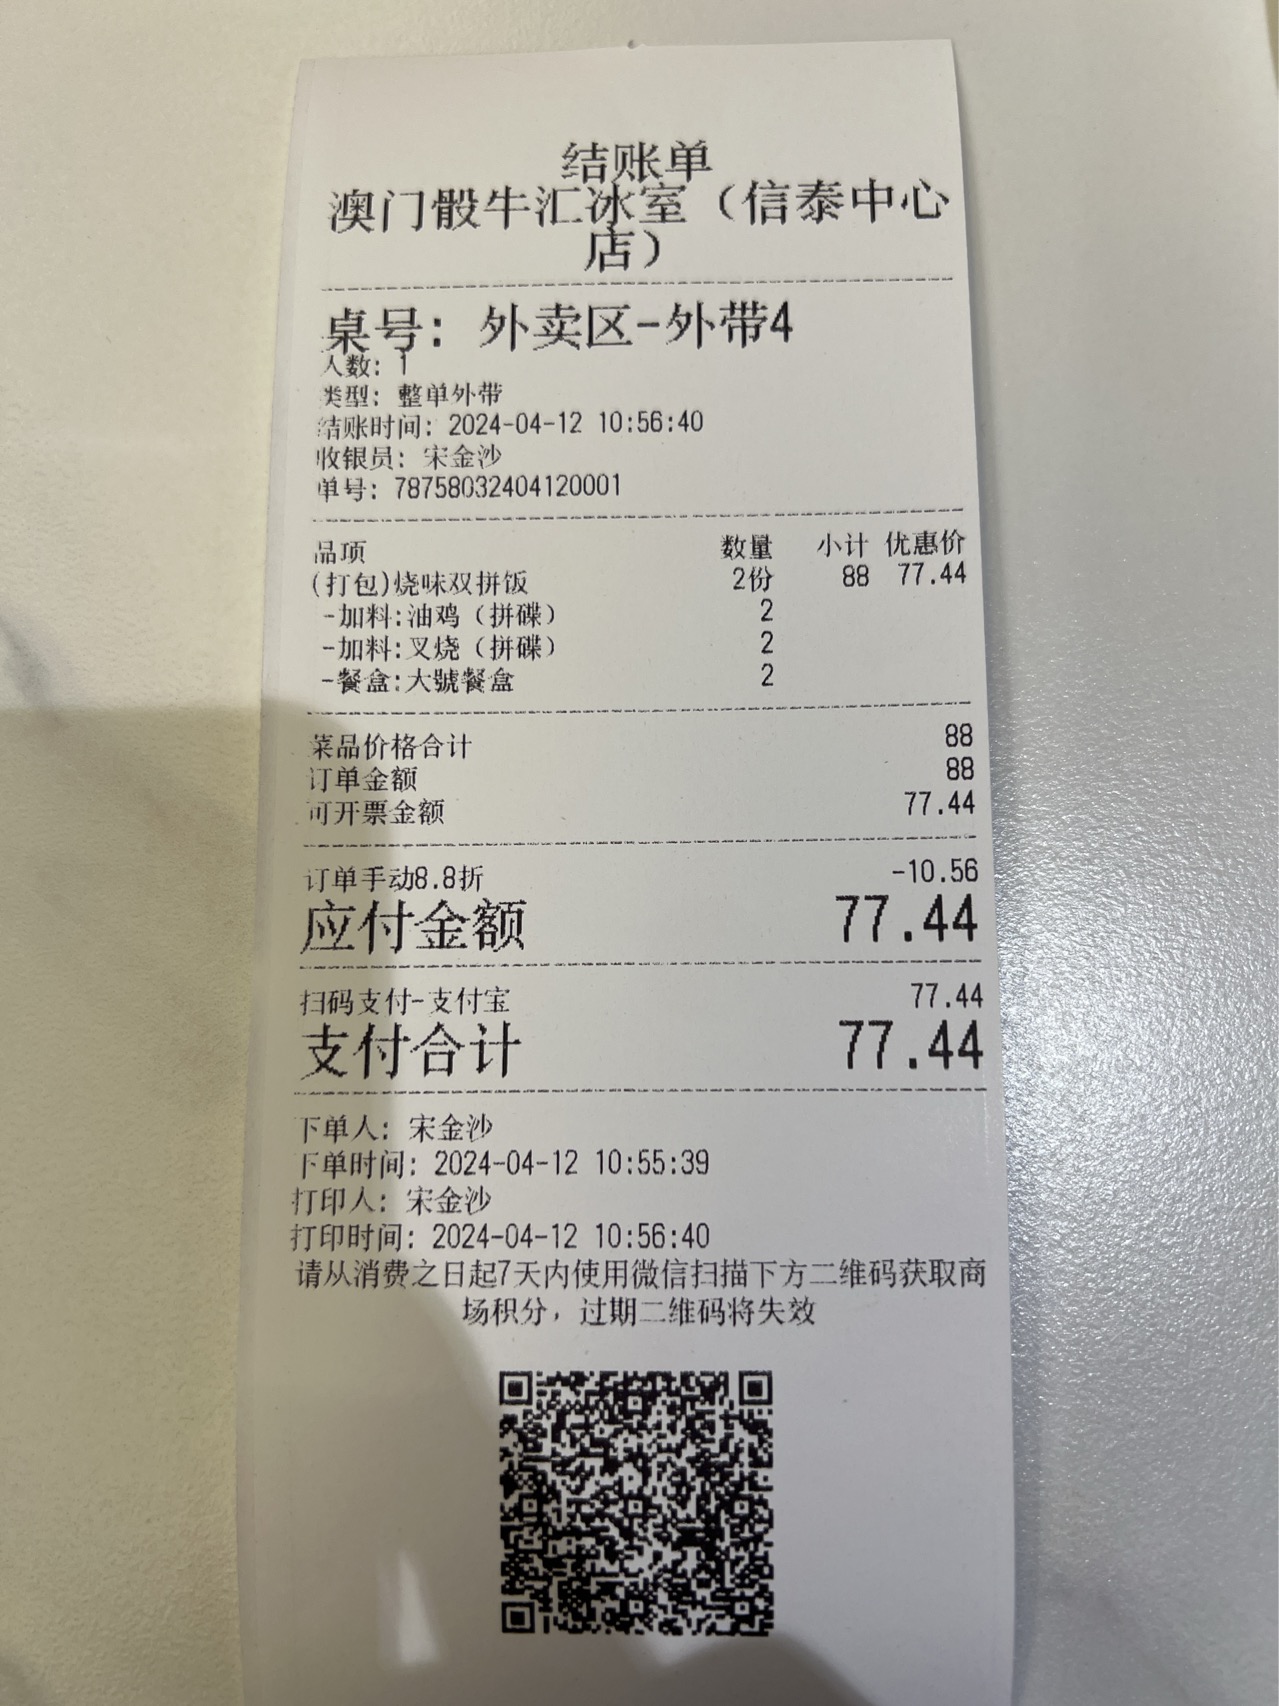 结账单
澳门骰牛汇冰室（信泰中心
店）
桌号：外卖区-外带4
人数：1
类型：整单外带
结账时间：2024-04-12 10:56:40
收银员：宋金沙
单号：78758032404120001
品项 数量 小计 优惠价
(打包)烧味双拼饭 2份 88 77.44
-加料:油鸡（拼碟） 2
-加料:叉烧（拼碟） 2
-餐盒:大號餐盒 2
菜品价格合计 88
订单金额 88
可开票金额 77.44
订单手动8.8折 -10.56
应付金额 77.44
扫码支付-支付宝 77.44
支付合计 77.44
下单人：宋金沙
下单时间：2024-04-12 10:55:39
打印人：宋金沙
打印时间：2024-04-12 10:56:40
请从消费之日起7天内使用微信扫描下方二维码获取商
场积分，过期二维码将失效